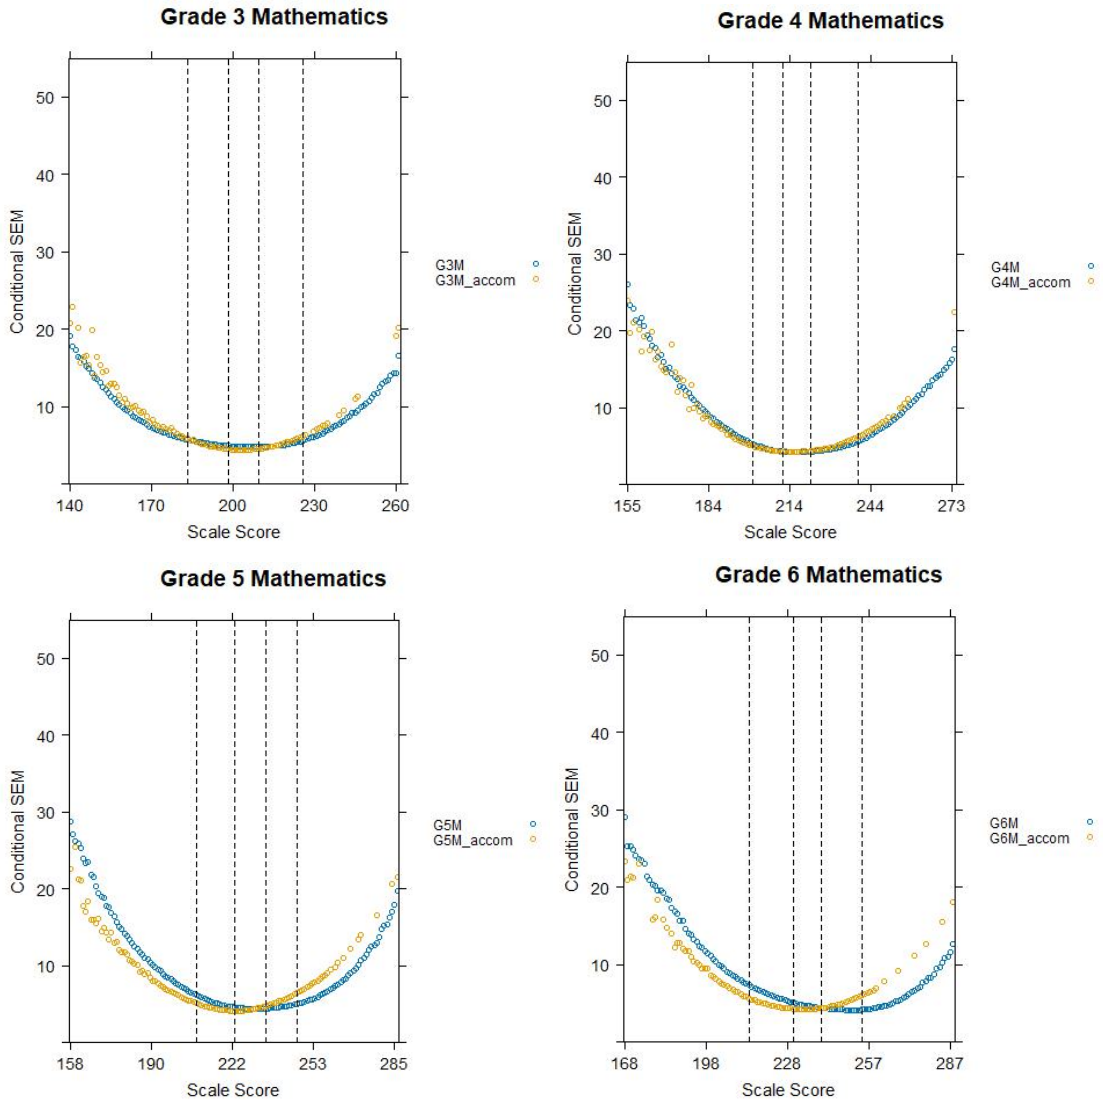 Grade 3 Mathematics
50
40
30
20
10
Conditional SEM
140 170 200 230 260
Scale Score
G3M
G3M_accom
Grade 4 Mathematics
50
40
30
20
10
Conditional SEM
155 184 214 244 273
Scale Score
G4M
G4M_accom
Grade 5 Mathematics
50
40
30
20
10
Conditional SEM
158 190 222 253 285
Scale Score
G5M
G5M_accom
Grade 6 Mathematics
50
40
30
20
10
Conditional SEM
168 198 228 257 287
Scale Score
G6M
G6M_accom